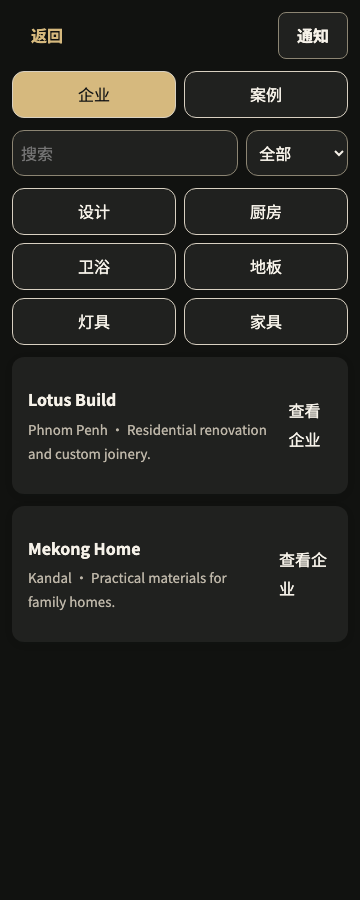 返回
通知
企业
案例
搜索
全部
设计
厨房
卫浴
地板
灯具
家具
Lotus Build
Phnom Penh · Residential renovation
and custom joinery.
查看
企业
Mekong Home
Kandal · Practical materials for
family homes.
查看企
业